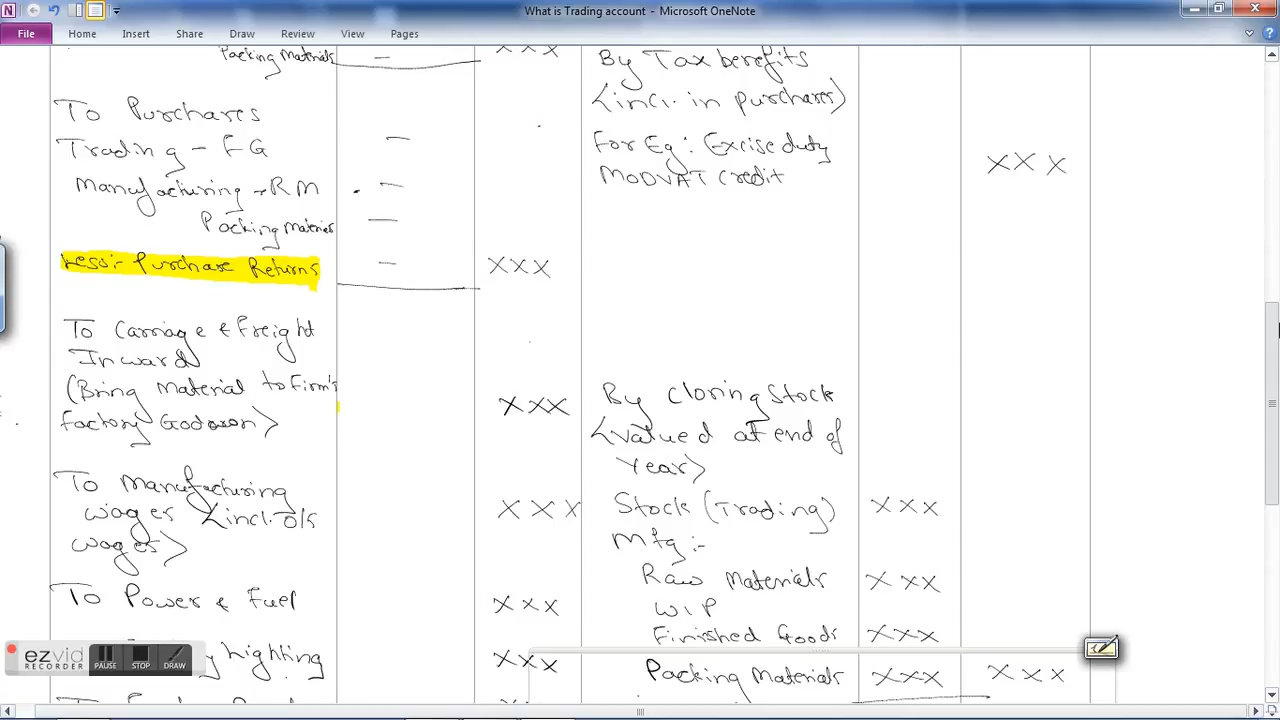 What is Trading account - Microsoft OneNote
File Home Insert Share Draw Review View Pages
Packing Materials — XXX
To Purchases
Trading - FG —
Manufacturing → RM —
Packing Material —
Less:- Purchase Returns — XXX
To Carriage & Freight
Inward
(Bring Material to Firm's XXX
Factory Godown)
To Manufacturing
wages <incl. O/s XXX
wages>
To Power & Fuel XXX
Lighting XXX
By Tax benefits
<incl. in purchases)
For Eg: Excise duty XXX
MODVAT Credit
By Closing Stock
<valued at end of
Year>
Stock (Trading) XXX
Mfg :-
Raw Materials XXX
WIP
Finished Goods XXX
Packing Materials XXX XXX
ezvid
RECORDER
PAUSE STOP DRAW